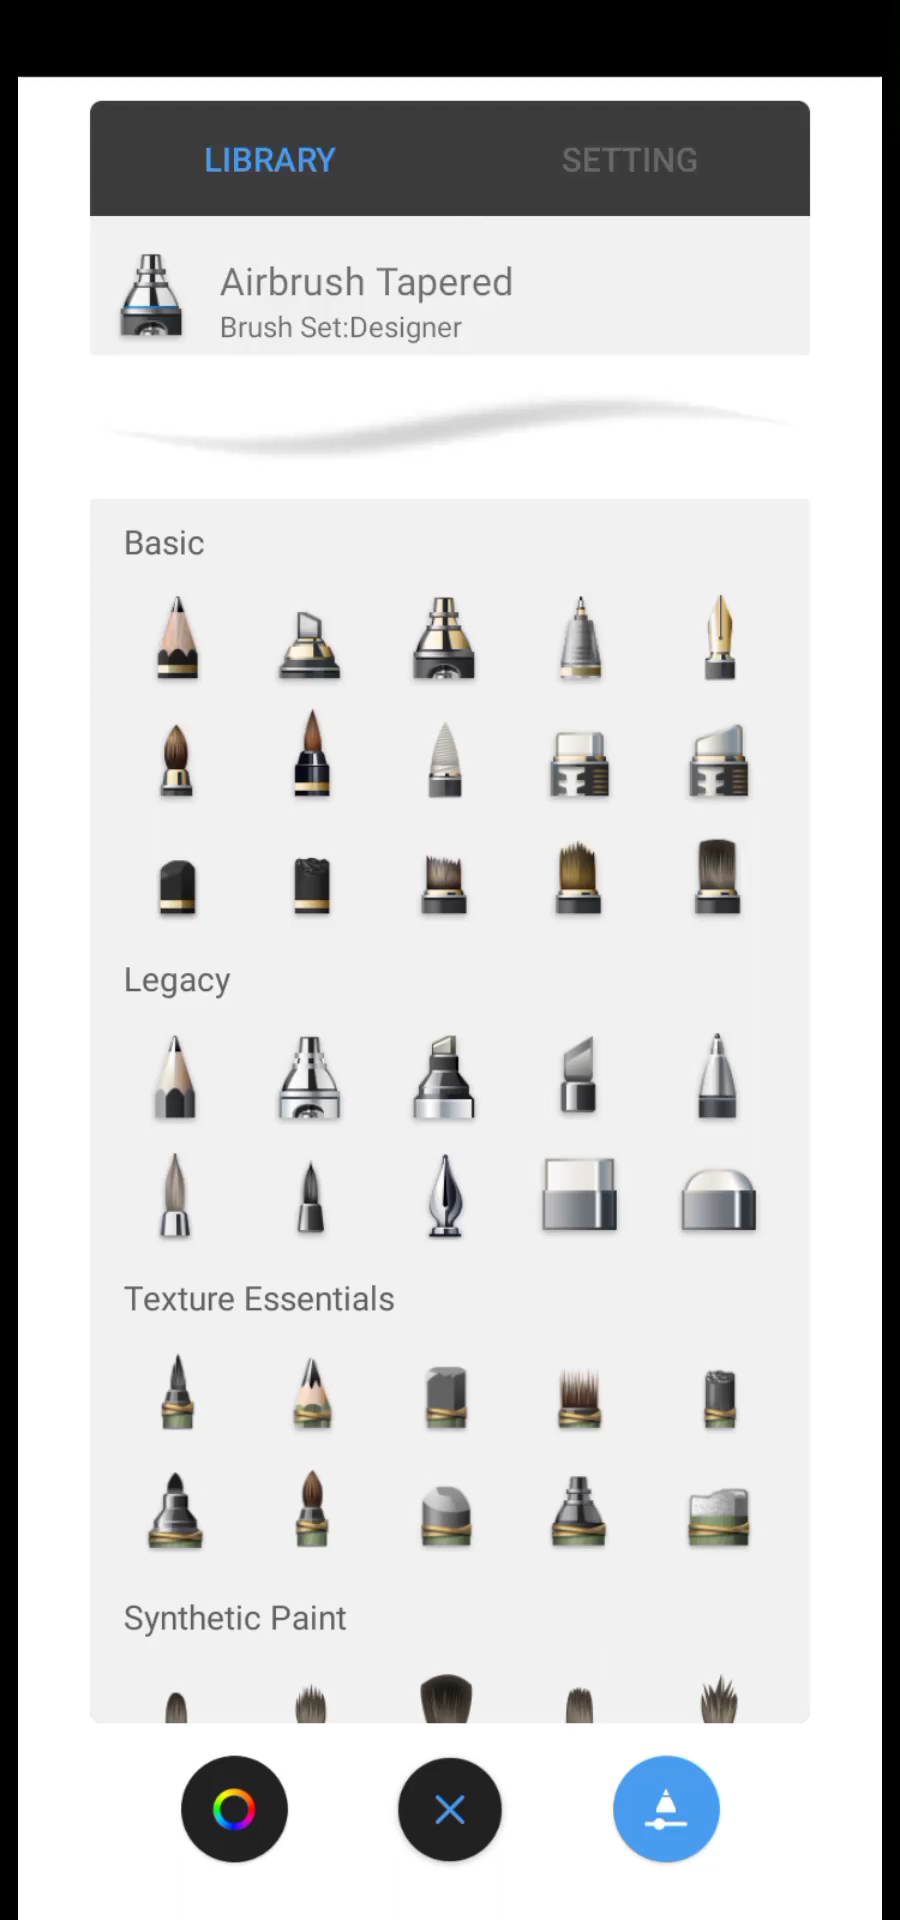 LIBRARY
SETTING
Airbrush Tapered
Brush Set:Designer
Basic
Legacy
Texture Essentials
Synthetic Paint